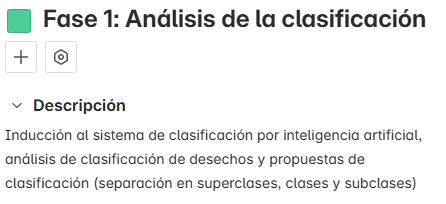 Fase 1: Análisis de la clasificación
Descripción
Inducción al sistema de clasificación por inteligencia artificial,
análisis de clasificación de desechos y propuestas de
clasificación (separación en superclases, clases y subclases)